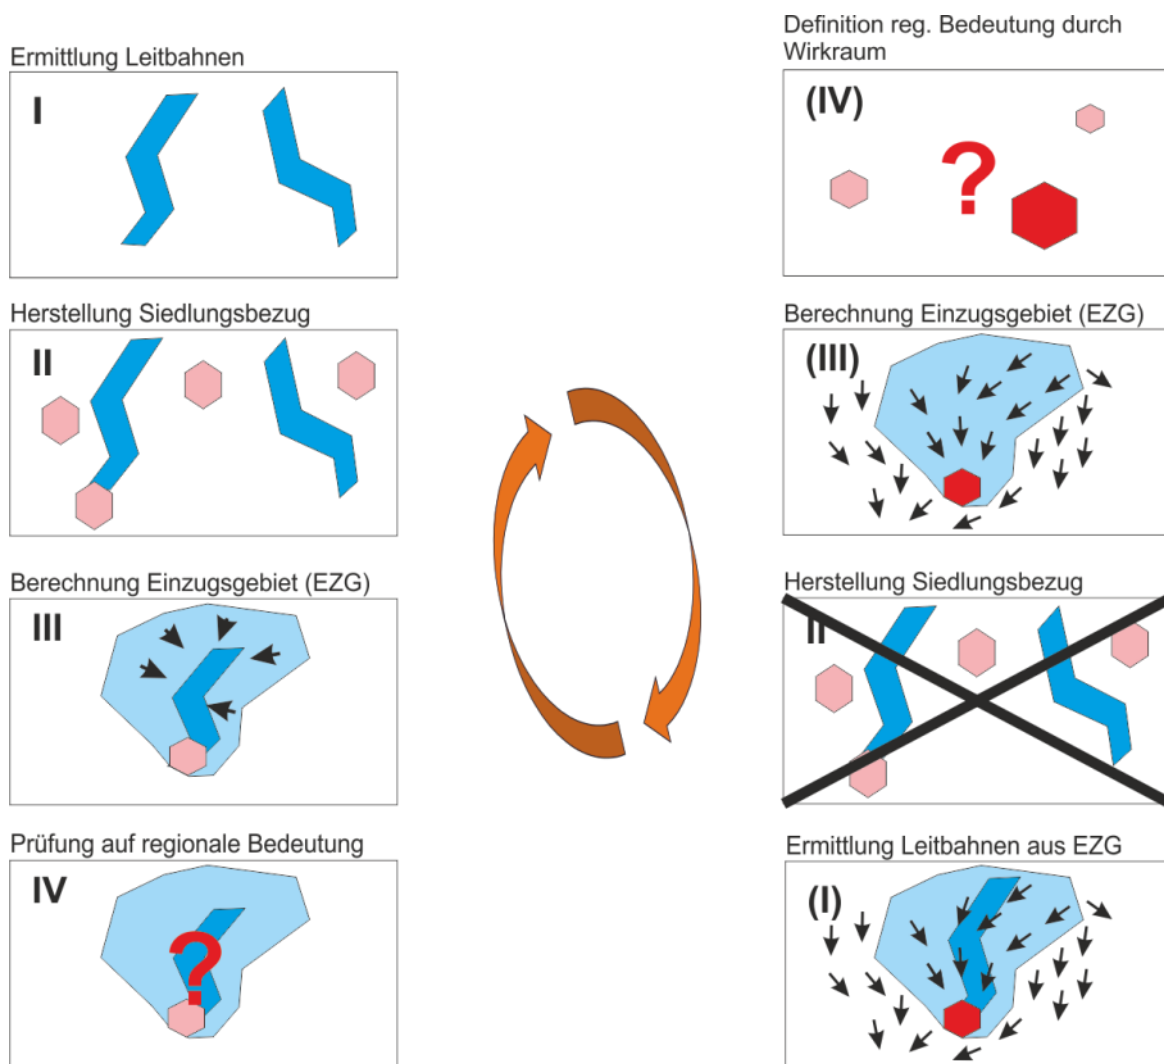 Ermittlung Leitbahnen
I
Herstellung Siedlungsbezug
II
Berechnung Einzugsgebiet (EZG)
III
Prüfung auf regionale Bedeutung
IV
?
Definition reg. Bedeutung durch
Wirkraum
(IV)
?
Berechnung Einzugsgebiet (EZG)
(III)
Herstellung Siedlungsbezug
II
Ermittlung Leitbahnen aus EZG
(I)